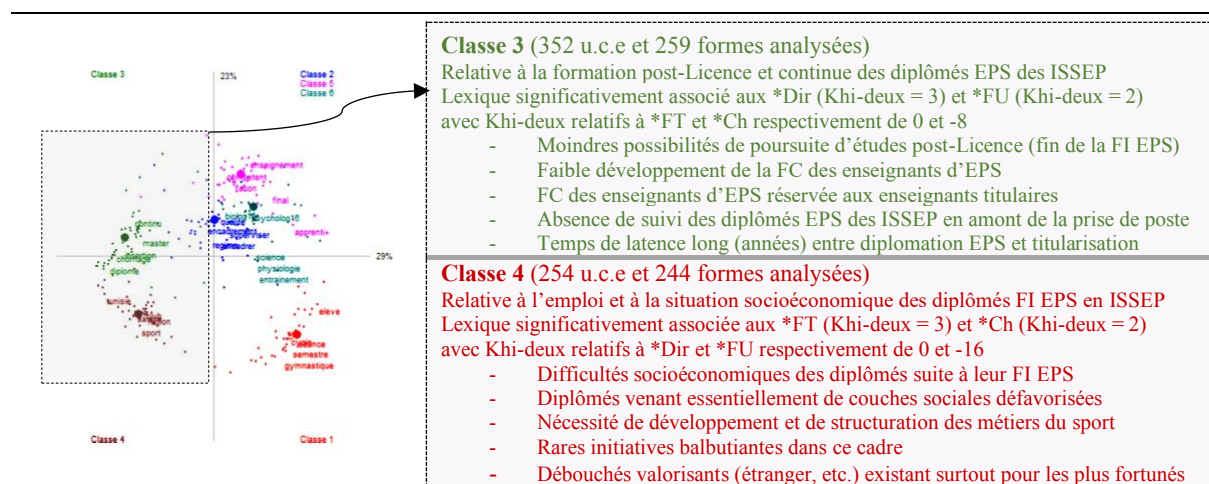 Classe 3
23%
Classe 2
Classe 5
Classe 6
enseignement
final
apprenti+
continu
master
insertion
chomage
diplome
science
physiologie
entrainement
29%
tunisie
sport
eleve
seance
semestre
gymnastique
Classe 4
Classe 1
Classe 3 (352 u.c.e et 259 formes analysées)
Relative à la formation post-Licence et continue des diplômés EPS des ISSEP
Lexique significativement associé aux *Dir (Khi-deux = 3) et *FU (Khi-deux = 2)
avec Khi-deux relatifs à *FT et *Ch respectivement de 0 et -8
- Moindres possibilités de poursuite d'études post-Licence (fin de la FI EPS)
- Faible développement de la FC des enseignants d'EPS
- FC des enseignants d'EPS réservée aux enseignants titulaires
- Absence de suivi des diplômés EPS des ISSEP en amont de la prise de poste
- Temps de latence long (années) entre diplomation EPS et titularisation
Classe 4 (254 u.c.e et 244 formes analysées)
Relative à l'emploi et à la situation socioéconomique des diplômés FI EPS en ISSEP
Lexique significativement associée aux *FT (Khi-deux = 3) et *Ch (Khi-deux = 2)
avec Khi-deux relatifs à *Dir et *FU respectivement de 0 et -16
- Difficultés socioéconomiques des diplômés suite à leur FI EPS
- Diplômés venant essentiellement de couches sociales défavorisées
- Nécessité de développement et de structuration des métiers du sport
- Rares initiatives balbutiantes dans ce cadre
- Débouchés valorisants (étranger, etc.) existant surtout pour les plus fortunés